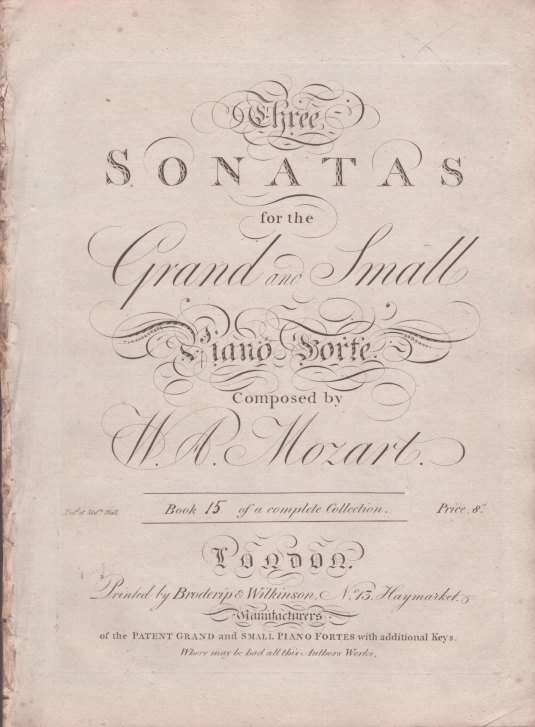 Three
SONATAS
for the
Grand and Small
Piano Forte.
Composed by
W. A. Mozart.
Ent.d at Sta.rs Hall. Book 15 of a complete Collection. Price 8.s
LONDON.
Printed by Broderip & Wilkinson, No. 13, Haymarket.
Manufacturers
of the PATENT GRAND and SMALL PIANO FORTES with additional Keys.
Where may be had all this Authors Works.